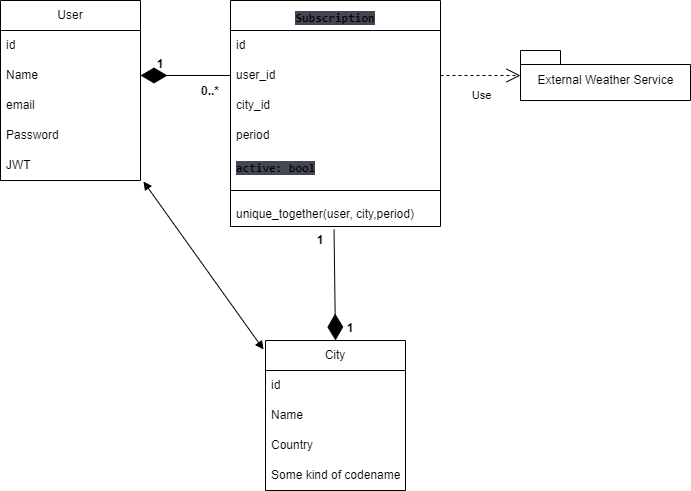 User
id
Name
email
Password
JWT
1
0..*
Subscription
id
user_id
city_id
period
active: bool
unique_together(user, city,period)
Use
External Weather Service
1
1
City
id
Name
Country
Some kind of codename